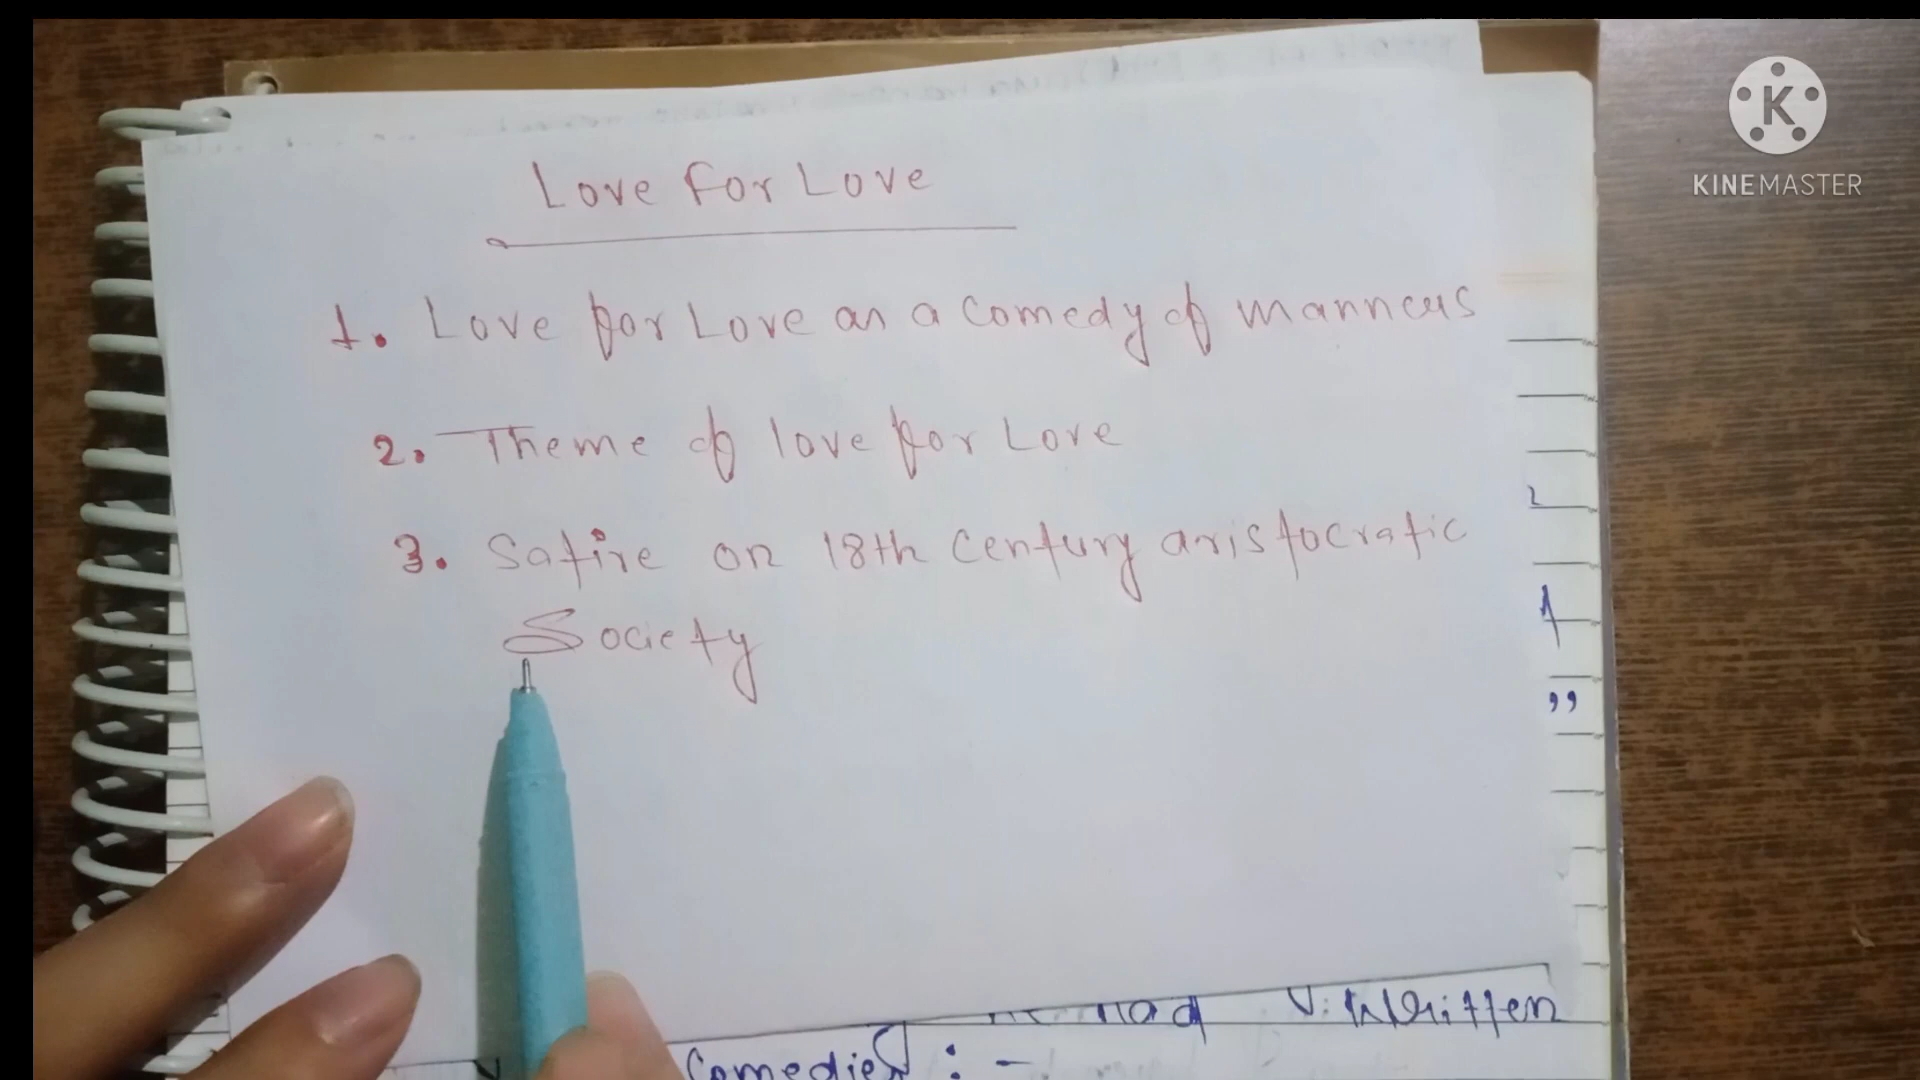 Love For Love
1. Love for Love as a Comedy of manners
2. Theme of love for Love
3. Satire on 18th Century aristocratic
Society
K
KINEMASTER
”
Written
Comedies : -